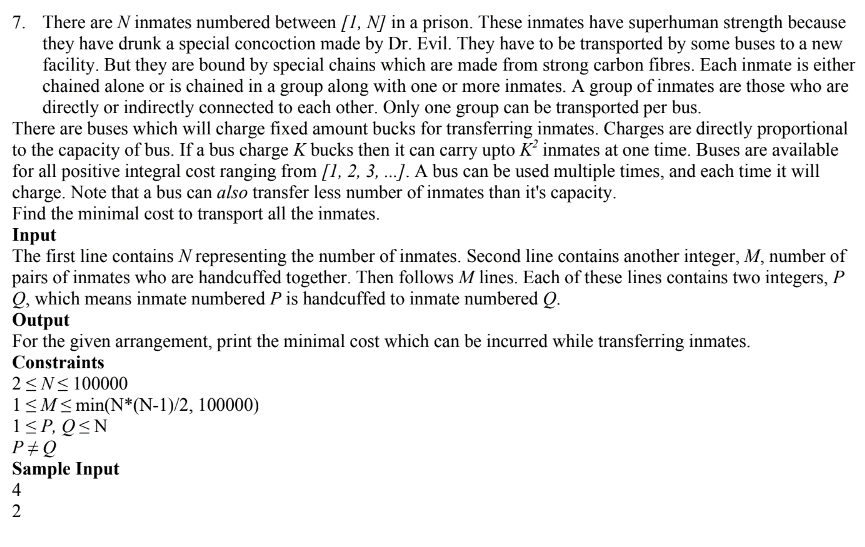 7. There are N inmates numbered between [1, N] in a prison. These inmates have superhuman strength because
they have drunk a special concoction made by Dr. Evil. They have to be transported by some buses to a new
facility. But they are bound by special chains which are made from strong carbon fibres. Each inmate is either
chained alone or is chained in a group along with one or more inmates. A group of inmates are those who are
directly or indirectly connected to each other. Only one group can be transported per bus.
There are buses which will charge fixed amount bucks for transferring inmates. Charges are directly proportional
to the capacity of bus. If a bus charge K bucks then it can carry upto K² inmates at one time. Buses are available
for all positive integral cost ranging from [1, 2, 3, ...]. A bus can be used multiple times, and each time it will
charge. Note that a bus can also transfer less number of inmates than it's capacity.
Find the minimal cost to transport all the inmates.
Input
The first line contains N representing the number of inmates. Second line contains another integer, M, number of
pairs of inmates who are handcuffed together. Then follows M lines. Each of these lines contains two integers, P
Q, which means inmate numbered P is handcuffed to inmate numbered Q.
Output
For the given arrangement, print the minimal cost which can be incurred while transferring inmates.
Constraints
2 ≤ N ≤ 100000
1 ≤ M ≤ min(N*(N-1)/2, 100000)
1 ≤ P, Q ≤ N
P ≠ Q
Sample Input
4
2